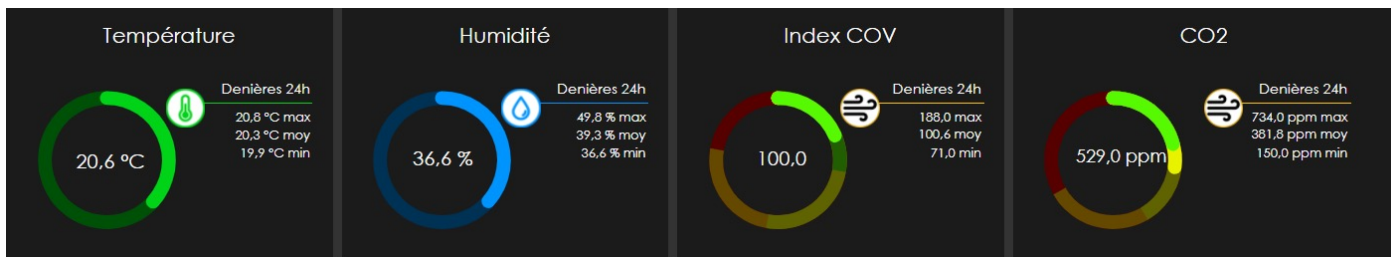 Température
Denières 24h
20,8 °C max
20,3 °C moy
19,9 °C min
20,6 °C
Humidité
Denières 24h
49,8 % max
39,3 % moy
36,6 % min
36,6 %
Index COV
Denières 24h
188,0 max
100,6 moy
71,0 min
100,0
CO2
Denières 24h
734,0 ppm max
381,8 ppm moy
150,0 ppm min
529,0 ppm